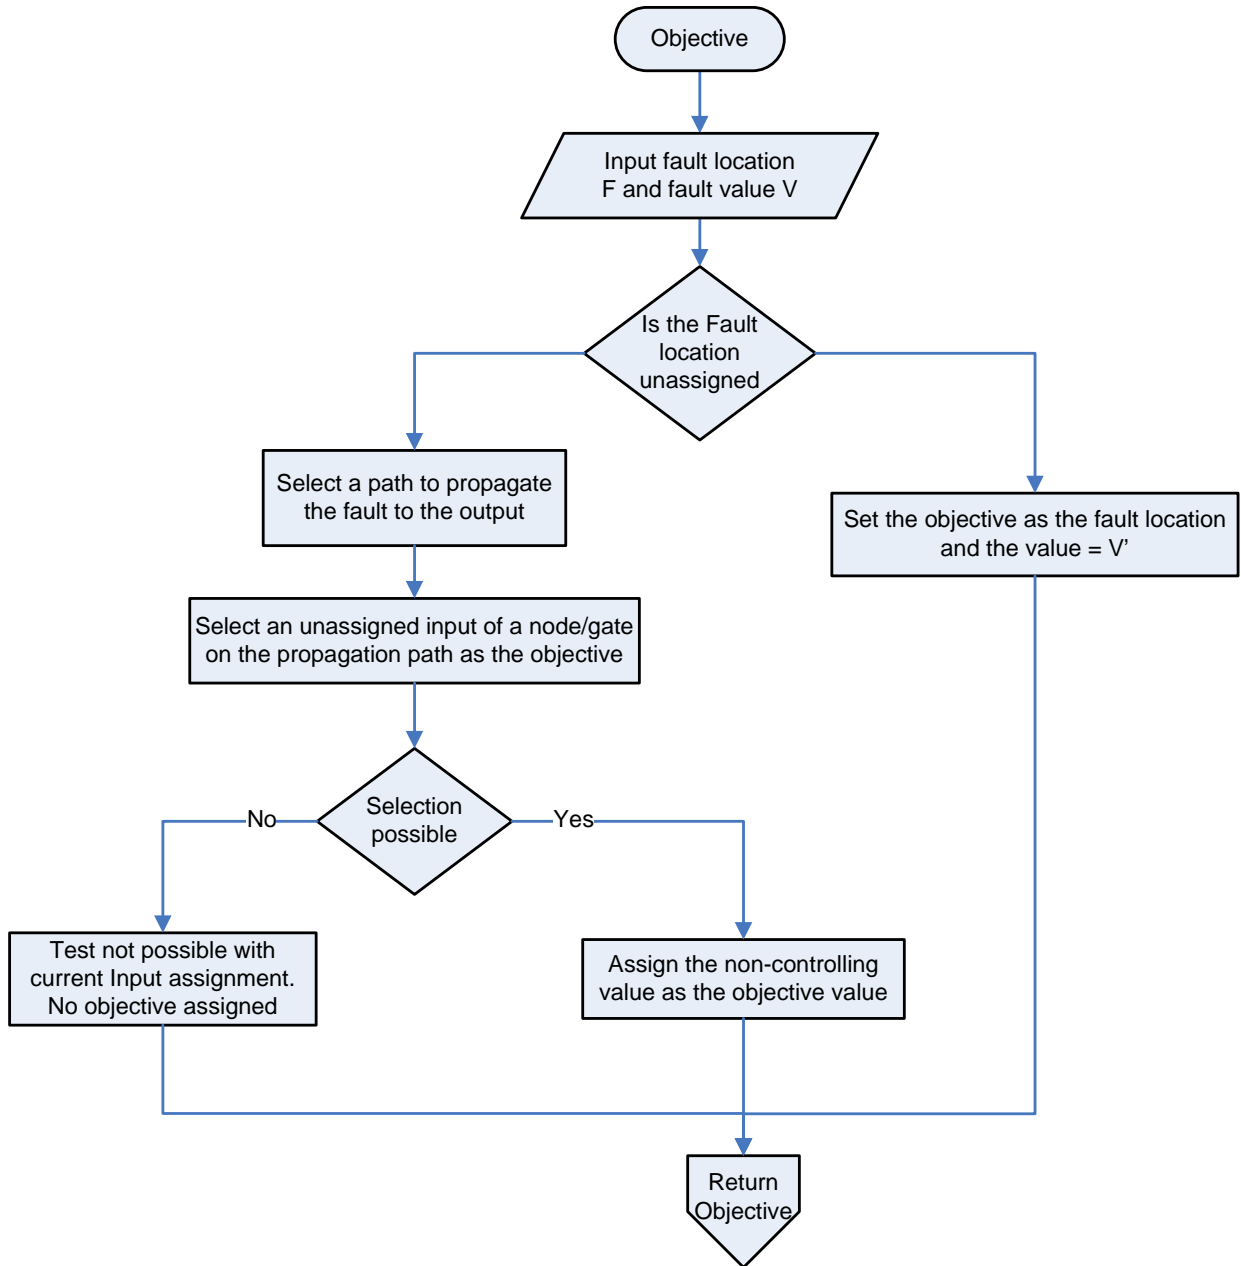 Objective
Input fault location
F and fault value V
Is the Fault
location
unassigned
Select a path to propagate
the fault to the output
Set the objective as the fault location
and the value = V’
Select an unassigned input of a node/gate
on the propagation path as the objective
Selection
possible
No
Yes
Test not possible with
current Input assignment.
No objective assigned
Assign the non-controlling
value as the objective value
Return
Objective